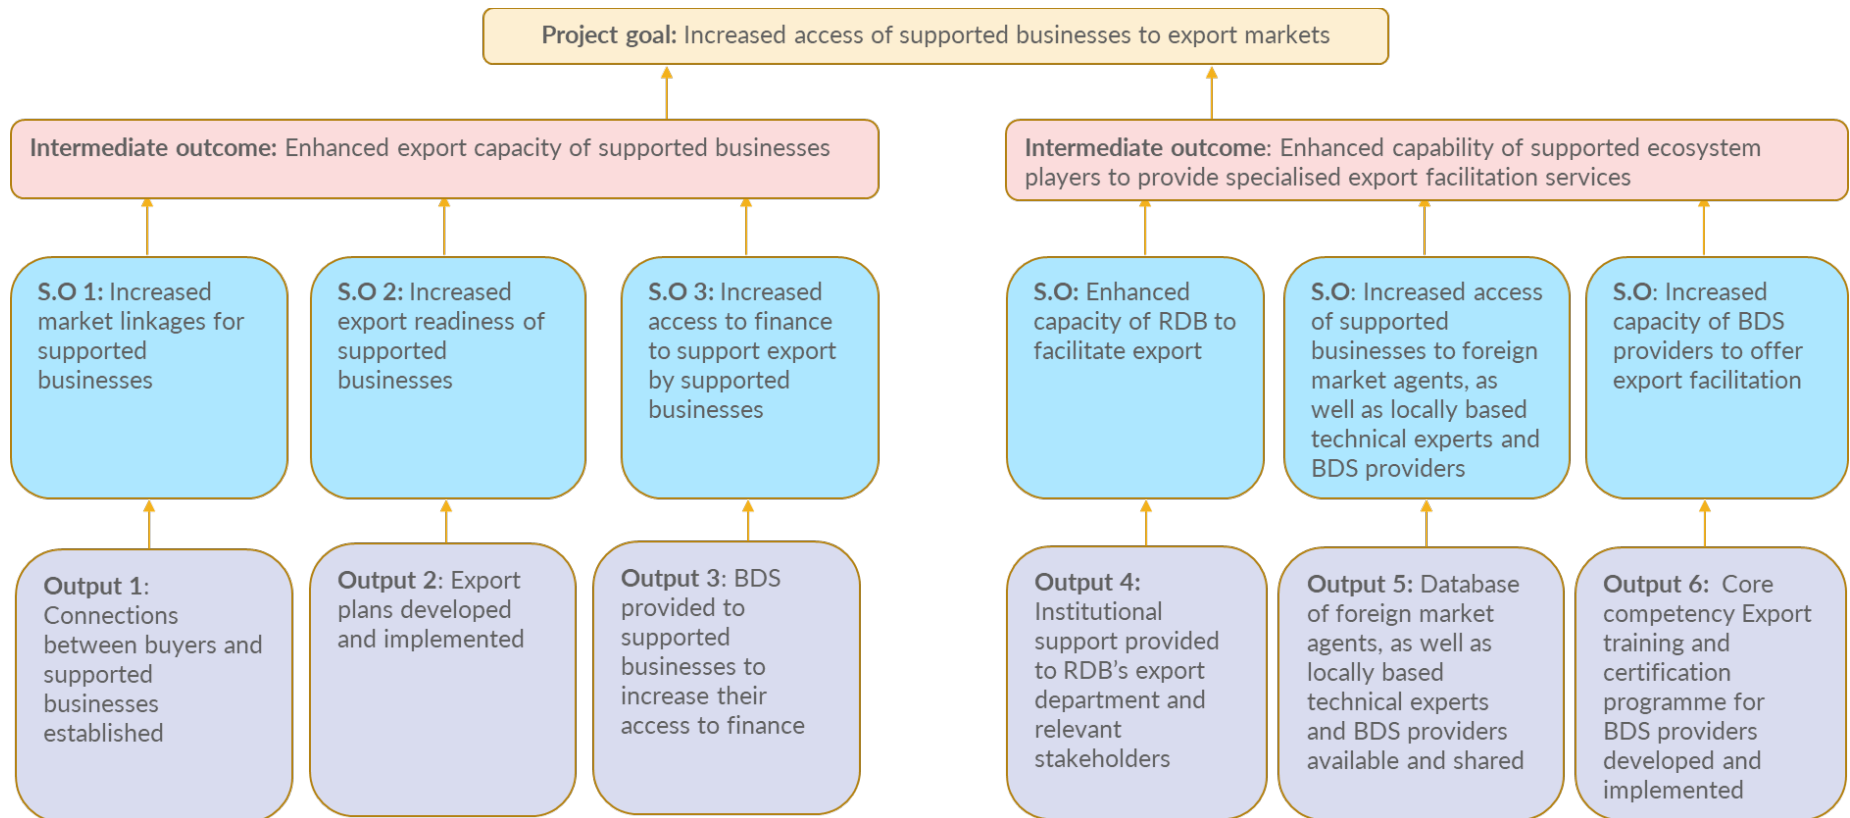 Project goal: Increased access of supported businesses to export markets
Intermediate outcome: Enhanced export capacity of supported businesses
Intermediate outcome: Enhanced capability of supported ecosystem
players to provide specialised export facilitation services
S.O 1: Increased
market linkages for
supported
businesses
S.O 2: Increased
export readiness of
supported
businesses
S.O 3: Increased
access to finance
to support export
by supported
businesses
S.O: Enhanced
capacity of RDB to
facilitate export
S.O: Increased access
of supported
businesses to foreign
market agents, as
well as locally based
technical experts and
BDS providers
S.O: Increased
capacity of BDS
providers to offer
export facilitation
Output 1:
Connections
between buyers and
supported
businesses
established
Output 2: Export
plans developed
and implemented
Output 3: BDS
provided to
supported
businesses to
increase their
access to finance
Output 4:
Institutional
support provided
to RDB's export
department and
relevant
stakeholders
Output 5: Database
of foreign market
agents, as well as
locally based
technical experts
and BDS providers
available and shared
Output 6: Core
competency Export
training and
certification
programme for
BDS providers
developed and
implemented